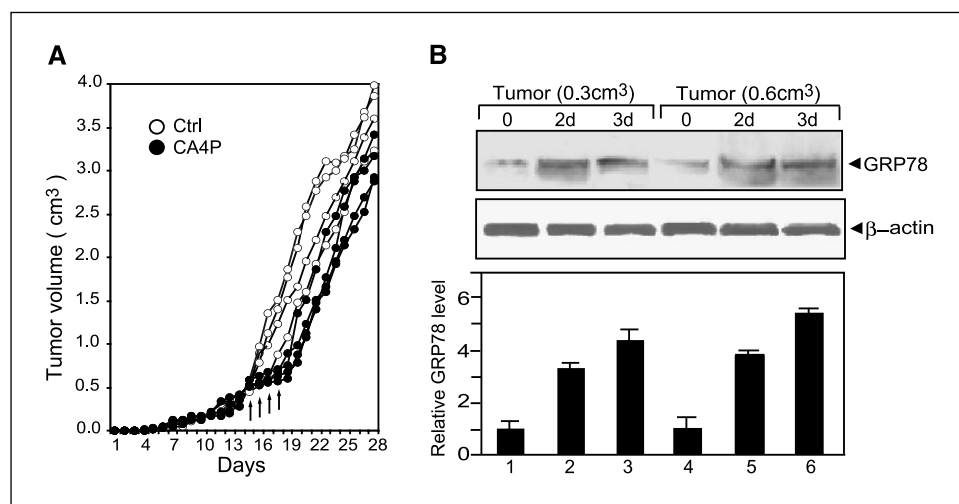 A
Tumor volume ( cm³ )
4.0
3.5
3.0
2.5
2.0
1.5
1.0
0.5
0.0
Ctrl
CA4P
1 4 7 10 13 16 19 22 25 28
Days
B
Tumor (0.3cm³) Tumor (0.6cm³)
0 2d 3d 0 2d 3d
GRP78
β–actin
Relative GRP78 level
6
4
2
0
1 2 3 4 5 6